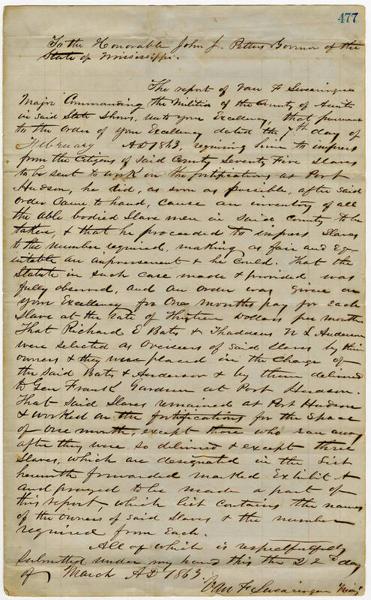 477
To the Honorable John J. Pettus Govnor of the
State of Mississippi.
The report of Van F Swearingen
Major Commanding the Militia of the County of
in said State Shows unto your Excellency, that pursuant
to the order of your Excellency dated the 7th day of
February AD 1863, requiring him to impress
from the Citizens of said County Seventy Five Slaves
to be sent to work on the fortifications at Port
Hudson, he did, as soon as possible, after said
order came to hand, cause an inventory of all
the able bodied Slave men in said County to be
taken, & that he proceeded to impress Slaves
to the number required, making as fair and Eq-
uitable an as he could. That the
Statute in such case made & provided was
fully observed, and an order was given on
your Excellency for one months pay for each
Slave at the rate of Dollars per month
That Richard E Bates & Thaddeus Anderson
were selected as Overseers of said Slaves by their
owners & they were placed in the charge of
the said Bates & Anderson & by them delivered
to Gen Frank Gardner at Port Hudson.
That said Slaves remained at Port Hudson
& worked on the fortifications for the Space
of one month, except those who ran away
after they were so delivered & except three
Slaves, which are designated in the List
herewith forwarded marked Exhibit A
and prayed to be made a part of
this report, which list contains the names
of the owners of said Slaves & the number
required from each.
All of which is respectfully
submitted under my hand this the 22d day
of March AD 1863.
Van F Swearingen Maj